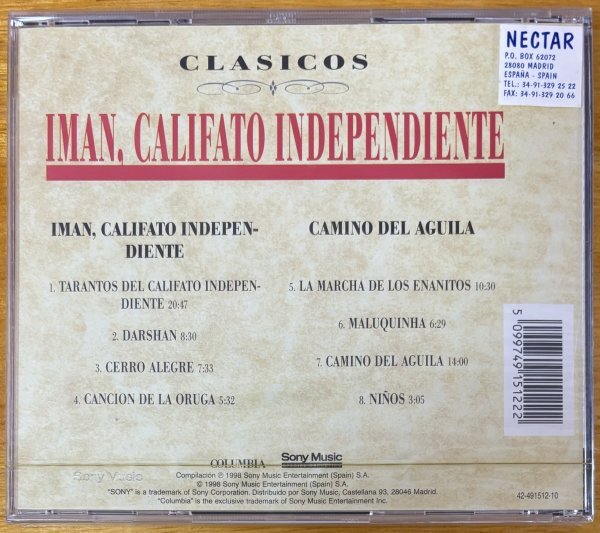 CLASICOS
NECTAR
P.O. BOX 62072
28080 MADRID
ESPAÑA - SPAIN
TEL.: 34-91-329 25 22
FAX: 34-91-329 20 66
IMAN, CALIFATO INDEPENDIENTE
IMAN, CALIFATO INDEPEN-
DIENTE
1. TARANTOS DEL CALIFATO INDEPEN-
DIENTE 20:47
2. DARSHAN 8:30
3. CERRO ALEGRE 7:33
4. CANCION DE LA ORUGA 5:32
CAMINO DEL AGUILA
5. LA MARCHA DE LOS ENANITOS 10:30
6. MALUQUINHA 6:29
7. CAMINO DEL AGUILA 14:00
8. NIÑOS 3:05
5 099749 151222
COLUMBIA
Sony Music
Sony Music
Compilación ℗ 1998 Sony Music Entertainment (Spain) S.A.
© 1998 Sony Music Entertainment (Spain) S.A.
"SONY" is a trademark of Sony Corporation. Distribuido por Sony Music, Castellana 93, 28046 Madrid.
"Columbia" is the exclusive trademark of Sony Music Entertainment Inc.
42-491512-10